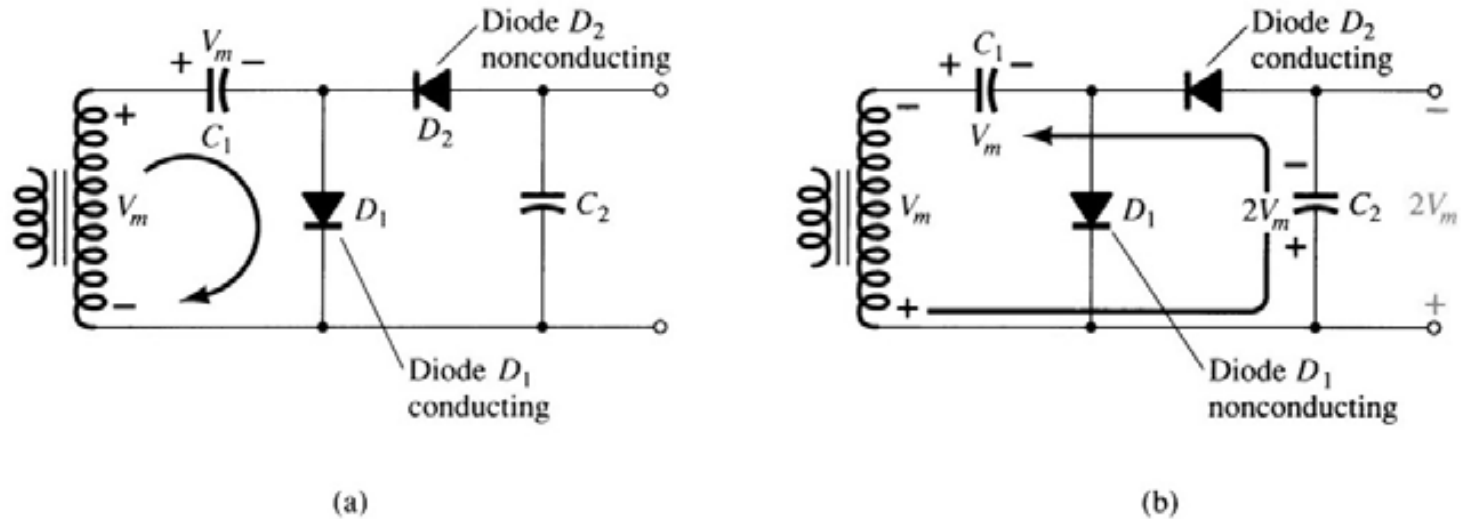 Diode D2
nonconducting
Vm
+ −
+
C1
D2
Vm
D1
C2
−
Diode D1
conducting
(a)
Diode D2
conducting
C1
+ −
−
Vm
−
−
Vm
D1
2Vm
C2
2Vm
+
+
+
Diode D1
nonconducting
(b)